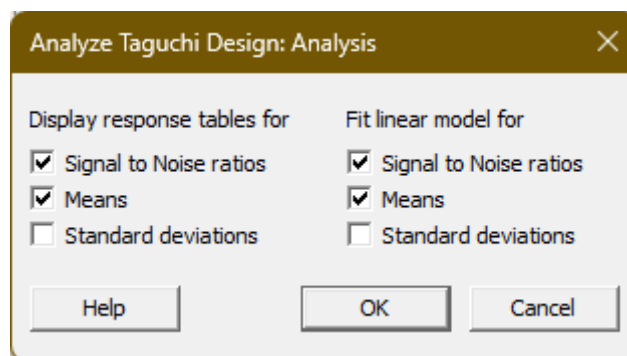 Analyze Taguchi Design: Analysis
Display response tables for
Signal to Noise ratios
Means
Standard deviations
Fit linear model for
Signal to Noise ratios
Means
Standard deviations
Help
OK
Cancel